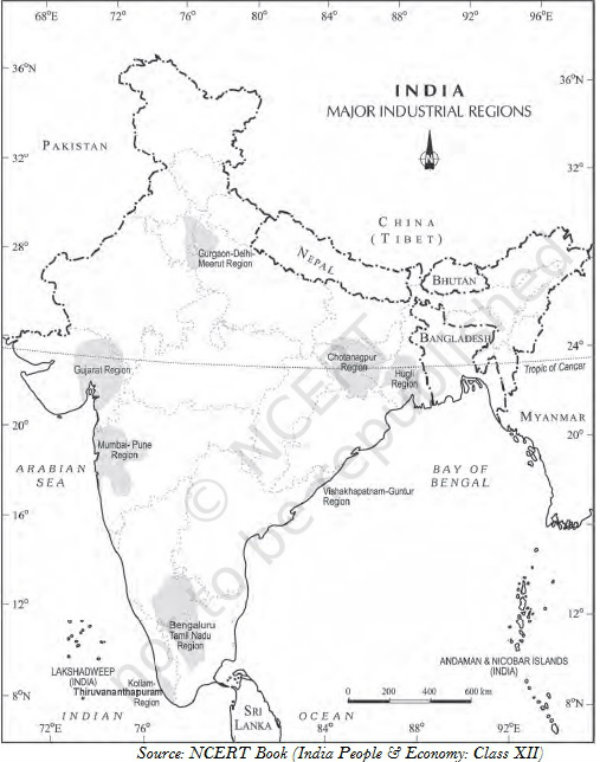 68° 72° 76° 80° 84° 88° 92° 96°E
36°N
36°N
INDIA
MAJOR INDUSTRIAL REGIONS
N
PAKISTAN
32°
32°
CHINA
(TIBET)
28°
28°
Gurgaon-Delhi-
Meerut Region
NEPAL
BHUTAN
24°
24°
BANGLADESH
Tropic of Cancer
Chotanagpur
Region
Hugli
Region
Gujarat Region
MYANMAR
20°
20°
Mumbai- Pune
Region
ARABIAN
SEA
BAY OF
BENGAL
Vishakhapatnam-Guntur
Region
16°
16°
© NCERT
not to be republished
12°
12°
Bengaluru
Tamil Nadu
Region
LAKSHADWEEP
(INDIA)
ANDAMAN & NICOBAR ISLANDS
(INDIA)
Kollam-
Thiruvananthapuram
Region
8°N
8°N
0 200 400 600 km
SRI
LANKA
INDIAN OCEAN
72°E 76° 80° 84° 88° 92°E
Source: NCERT Book (India People & Economy: Class XII)